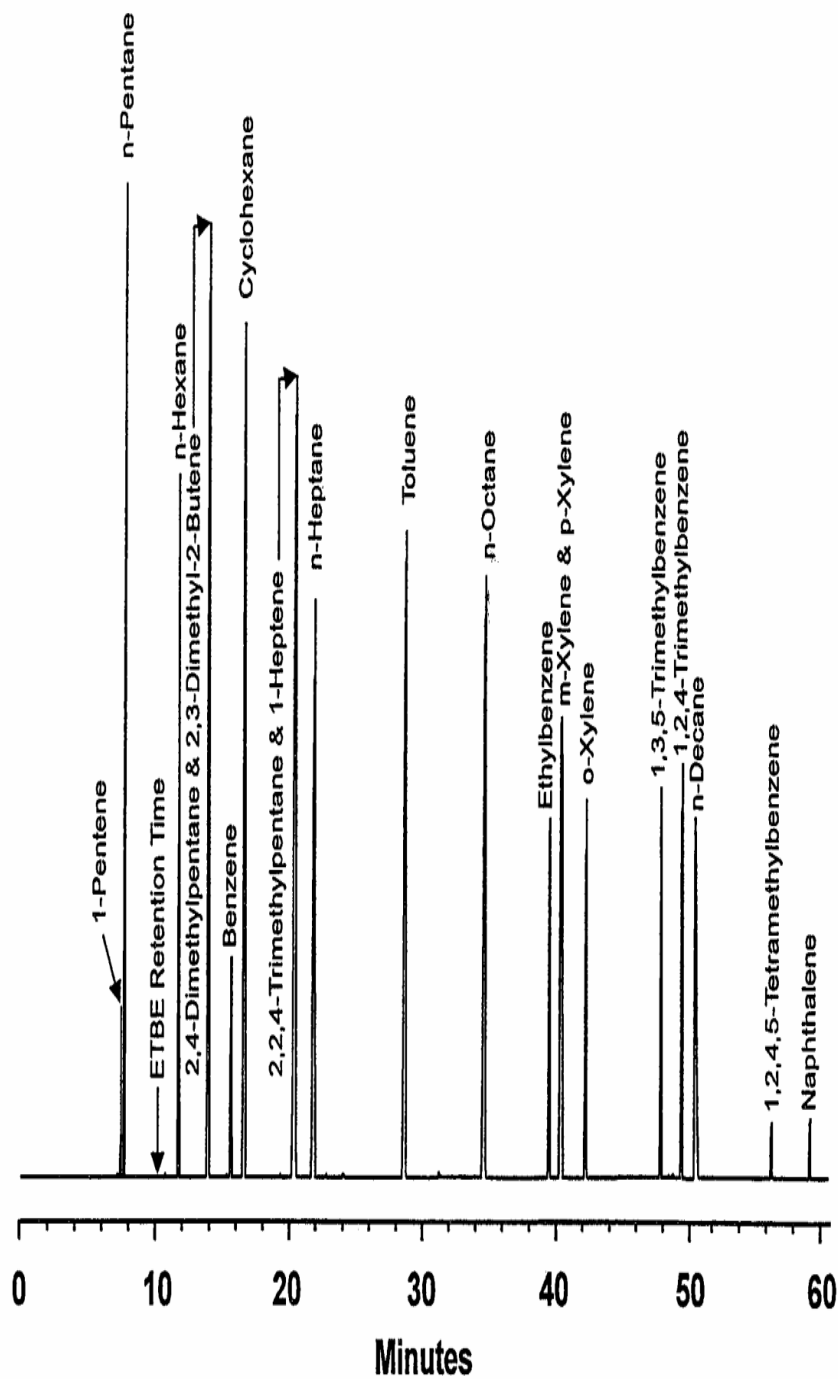 1-Pentene
n-Pentane
ETBE Retention Time
n-Hexane
2,4-Dimethylpentane & 2,3-Dimethyl-2-Butene
Benzene
Cyclohexane
2,2,4-Trimethylpentane & 1-Heptene
n-Heptane
Toluene
n-Octane
Ethylbenzene
m-Xylene & p-Xylene
o-Xylene
1,3,5-Trimethylbenzene
1,2,4-Trimethylbenzene
n-Decane
1,2,4,5-Tetramethylbenzene
Naphthalene
0 10 20 30 40 50 60
Minutes